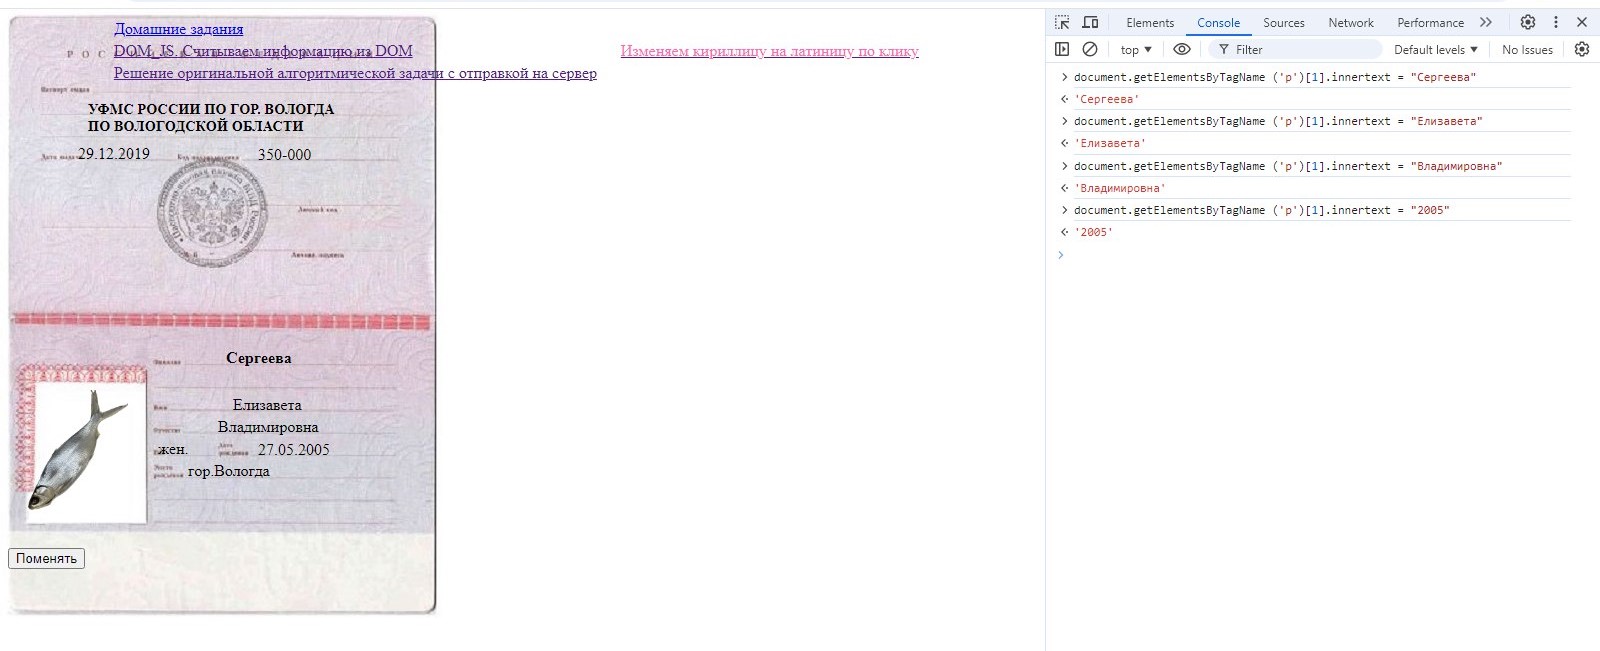 Домашние задания
DOM_JS. Считываем информацию из DOM
Изменяем кириллицу на латиницу по клику
Решение оригинальной алгоритмической задачи с отправкой на сервер
Паспорт выдан
УФМС РОССИИ ПО ГОР. ВОЛОГДА
ПО ВОЛОГОДСКОЙ ОБЛАСТИ
Дата выдачи 29.12.2019 Код подразделения 350-000
Личный код
Личная подпись
Фамилия Сергеева
Имя Елизавета
Отчество Владимировна
жен. Дата рождения 27.05.2005
Место рождения гор.Вологда
Поменять
Elements Console Sources Network Performance
top Filter Default levels No Issues
document.getElementsByTagName ('p')[1].innertext = "Сергеева"
'Сергеева'
document.getElementsByTagName ('p')[1].innertext = "Елизавета"
'Елизавета'
document.getElementsByTagName ('p')[1].innertext = "Владимировна"
'Владимировна'
document.getElementsByTagName ('p')[1].innertext = "2005"
'2005'